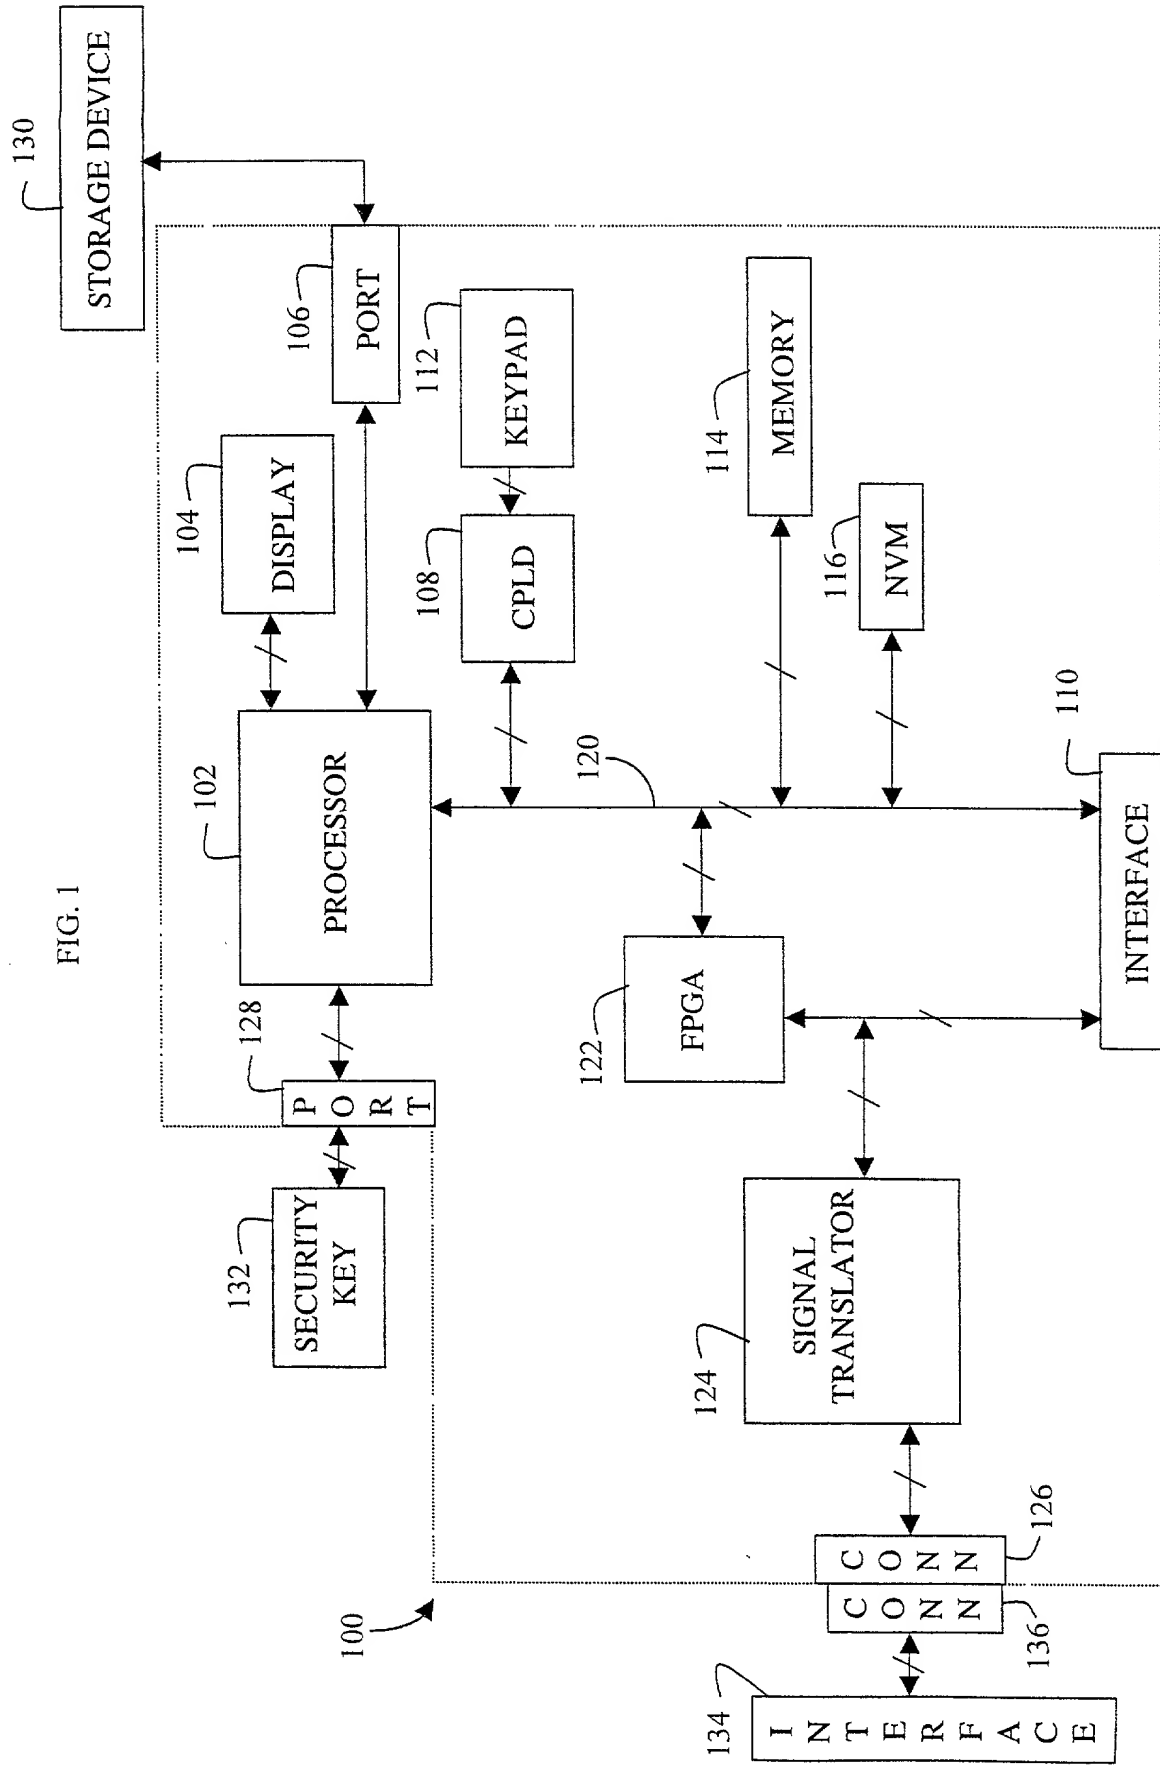 FIG. 1
130
STORAGE DEVICE
132
SECURITY
KEY
128
PORT
102
PROCESSOR
104
DISPLAY
106
PORT
108
CPLD
112
KEYPAD
100
120
122
FPGA
114
MEMORY
116
NVM
124
SIGNAL
TRANSLATOR
134
INTERFACE
136
CONN
CONN
126
110
INTERFACE